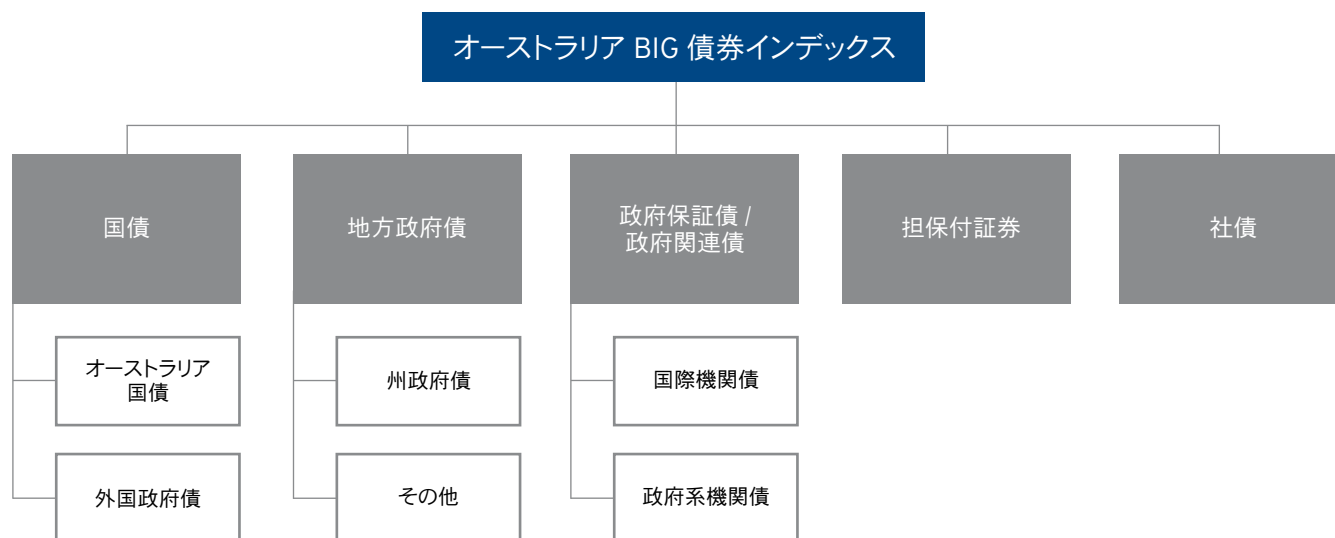 オーストラリア BIG 債券インデックス
国債
地方政府債
政府保証債 /
政府関連債
担保付証券
社債
オーストラリア
国債
州政府債
国際機関債
外国政府債
その他
政府系機関債